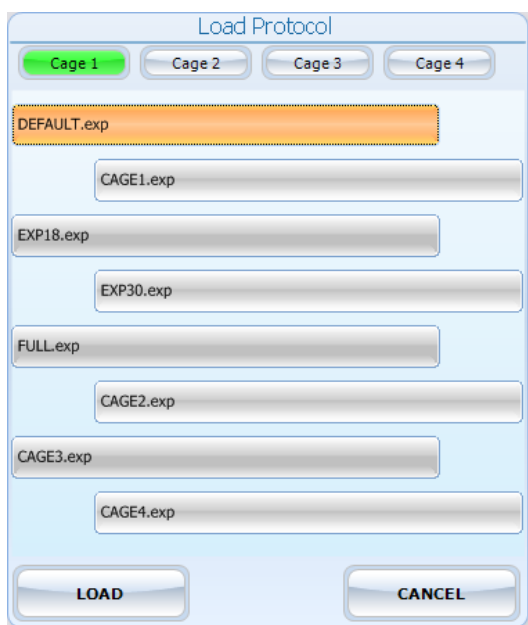 Load Protocol
Cage 1 Cage 2 Cage 3 Cage 4
DEFAULT.exp
CAGE1.exp
EXP18.exp
EXP30.exp
FULL.exp
CAGE2.exp
CAGE3.exp
CAGE4.exp
LOAD CANCEL